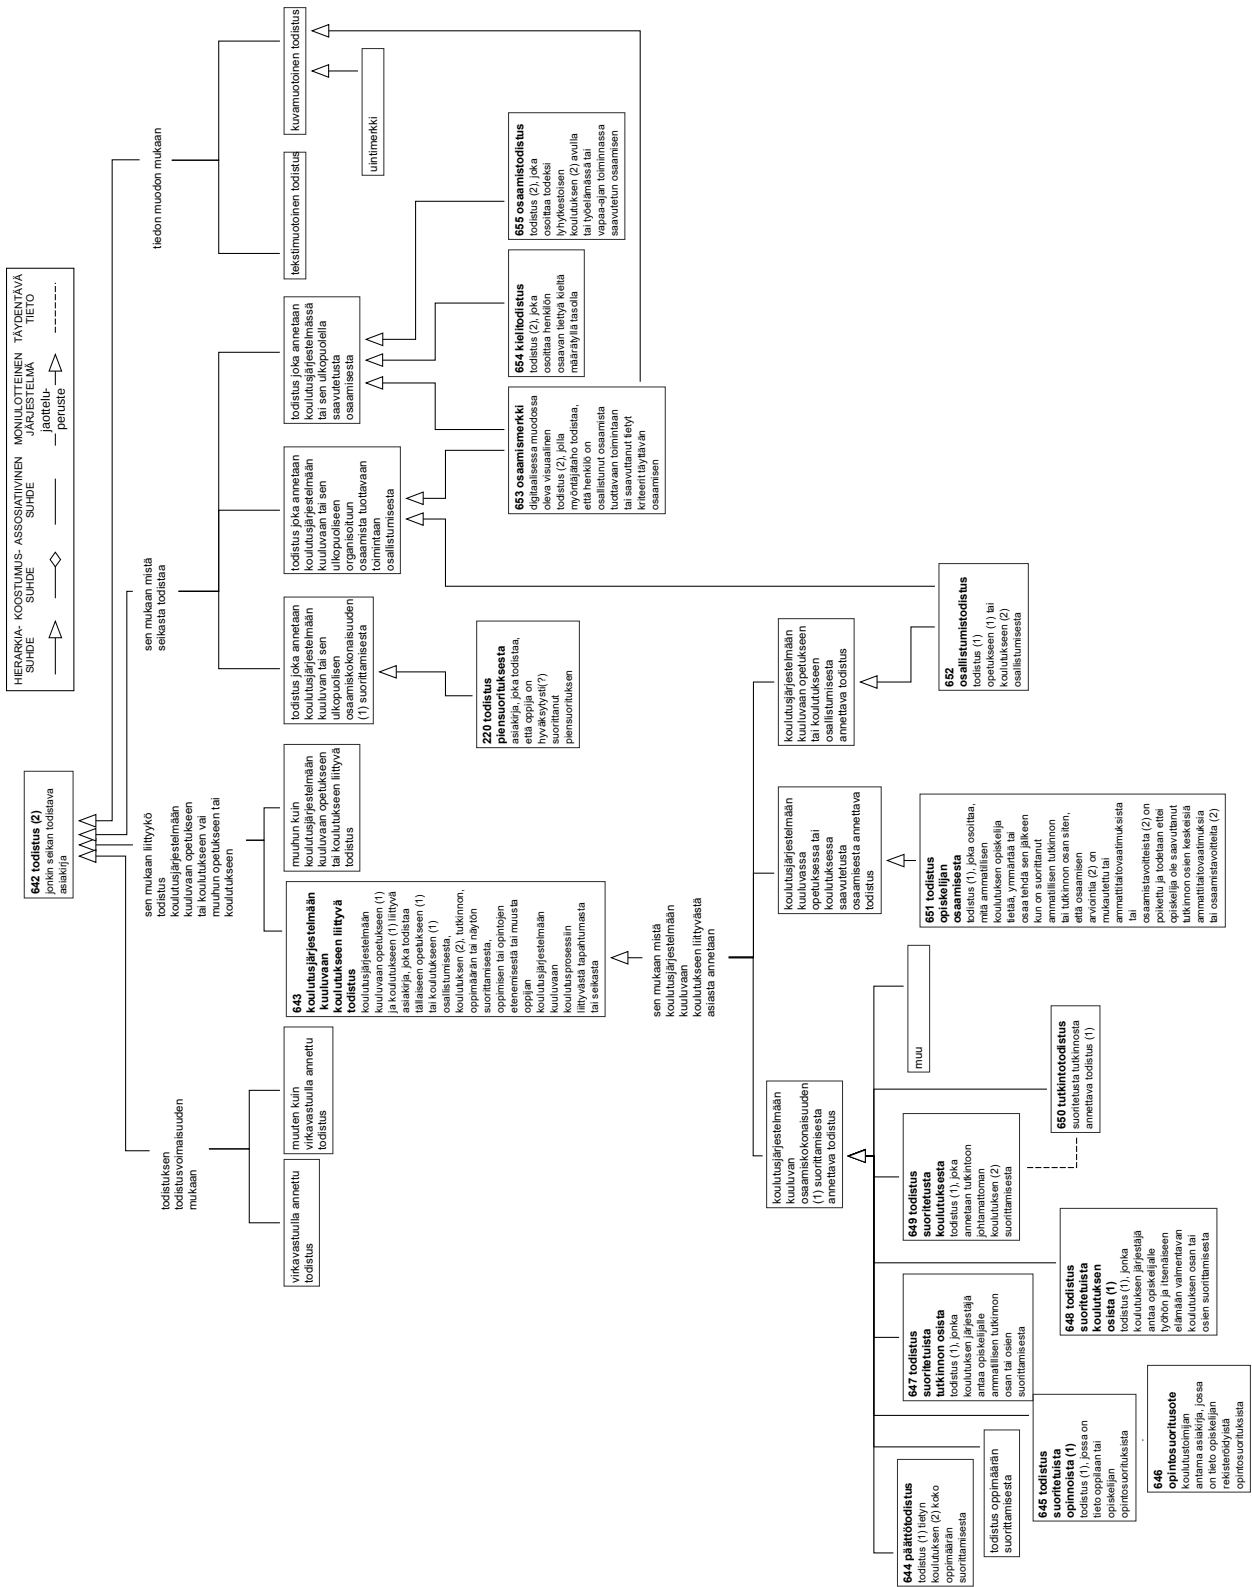 HIERARKIA-
SUHDE
KOOSTUMUS-
SUHDE
ASSOSIATIIVINEN
SUHDE
MONIULOTTEINEN
JÄRJESTELMÄ
jaottelu-
peruste
TÄYDENTÄVÄ
TIETO
642 todistus (2)
jonkin seikan todistava
asiakirja
todistuksen
todistusvoimaisuuden
mukaan
virkavastuulla annettu
todistus
muuten kuin
virkavastuulla annettu
todistus
sen mukaan liittyykö
todistus
koulutusjärjestelmään
kuuluvaan opetukseen
tai koulutukseen vai
muuhun opetukseen tai
koulutukseen
643
koulutusjärjestelmään
kuuluvaan
koulutukseen liittyvä
todistus
koulutusjärjestelmään
kuuluvaan opetukseen (1)
ja koulutukseen (1) liittyvä
asiakirja, joka todistaa
tällaiseen opetukseen (1)
tai koulutukseen (1)
osallistumisesta,
koulutuksen (2), tutkinnon,
oppimäärän tai näytön
suorittamisesta,
oppimisen tai opintojen
etenemisestä tai muusta
oppijan
koulutusjärjestelmään
kuuluvaan
koulutusprosessiin
liittyvästä tapahtumasta
tai seikasta
muuhun kuin
koulutusjärjestelmään
kuuluvaan opetukseen
tai koulutukseen liittyvä
todistus
sen mukaan mistä
seikasta todistaa
todistus joka annetaan
koulutusjärjestelmään
kuuluvan tai sen
ulkopuolisen
osaamiskokonaisuuden
(1) suorittamisesta
220 todistus
piensuorituksesta
asiakirja, joka todistaa,
että oppija on
hyväksytysti(?)
suorittanut
piensuorituksen
todistus joka annetaan
koulutusjärjestelmään
kuuluvaan tai sen
ulkopuoliseen
organisoituun
osaamista tuottavaan
toimintaan
osallistumisesta
todistus joka annetaan
koulutusjärjestelmässä
tai sen ulkopuolella
saavutetusta
osaamisesta
653 osaamismerkki
digitaalisessa muodossa
oleva visuaalinen
todistus (2), jolla
myöntäjätaho todistaa,
että henkilö on
osallistunut osaamista
tuottavaan toimintaan
tai saavuttanut tietyt
kriteerit täyttävän
osaamisen
654 kielitodistus
todistus (2), joka
osoittaa henkilön
osaavan tiettyä kieltä
määrätyllä tasolla
655 osaamistodistus
todistus (2), joka
osoittaa todeksi
lyhytkestoisen
koulutuksen (2) avulla
tai työelämässä tai
vapaa-ajan toiminnassa
saavutetun osaamisen
tiedon muodon mukaan
tekstimuotoinen todistus
kuvamuotoinen todistus
uintimerkki
sen mukaan mistä
koulutusjärjestelmään
kuuluvaan
koulutukseen liittyvästä
asiasta annetaan
koulutusjärjestelmään
kuuluvan
osaamiskokonaisuuden
(1) suorittamisesta
annettava todistus
koulutusjärjestelmään
kuuluvassa
opetuksessa tai
koulutuksessa
saavutetusta
osaamisesta annettava
todistus
koulutusjärjestelmään
kuuluvaan opetukseen
tai koulutukseen
osallistumisesta
annettava todistus
644 päättötodistus
todistus (1) tietyn
koulutuksen (2) koko
oppimäärän
suorittamisesta
todistus oppimäärän
suorittamisesta
645 todistus
suoritetuista
opinnoista (1)
todistus (1), jossa on
tieto oppilaan tai
opiskelijan
opintosuorituksista
646
opintosuoritusote
koulutustoimijan
antama asiakirja, jossa
on tieto opiskelijan
rekisteröidyistä
opintosuorituksista
647 todistus
suoritetuista
tutkinnon osista
todistus (1), jonka
koulutuksen järjestäjä
antaa opiskelijalle
ammatillisen tutkinnon
osan tai osien
suorittamisesta
648 todistus
suoritetuista
koulutuksen
osista (1)
todistus (1), jonka
koulutuksen järjestäjä
antaa opiskelijalle
työhön ja itsenäiseen
elämään valmentavan
koulutuksen osan tai
osien suorittamisesta
649 todistus
suoritetusta
koulutuksesta
todistus (1), joka
annetaan tutkintoon
johtamattoman
koulutuksen (2)
suorittamisesta
650 tutkintotodistus
suoritetusta tutkinnosta
annettava todistus (1)
muu
651 todistus
opiskelijan
osaamisesta
todistus (1), joka osoittaa,
mitä ammatillisen
koulutuksen opiskelija
tietää, ymmärtää tai
osaa tehdä sen jälkeen
kun on suorittanut
ammatillisen tutkinnon
tai tutkinnon osan siten,
että osaamisen
arviointia (2) on
mukautettu tai
ammattitaitovaatimuksista
tai
osaamistavoitteista (2) on
poikettu ja todetaan ettei
opiskelija ole saavuttanut
tutkinnon osien keskeisiä
ammattitaitovaatimuksia
tai osaamistavoitteita (2)
652
osallistumistodistus
todistus (1)
opetukseen (1) tai
koulutukseen (2)
osallistumisesta